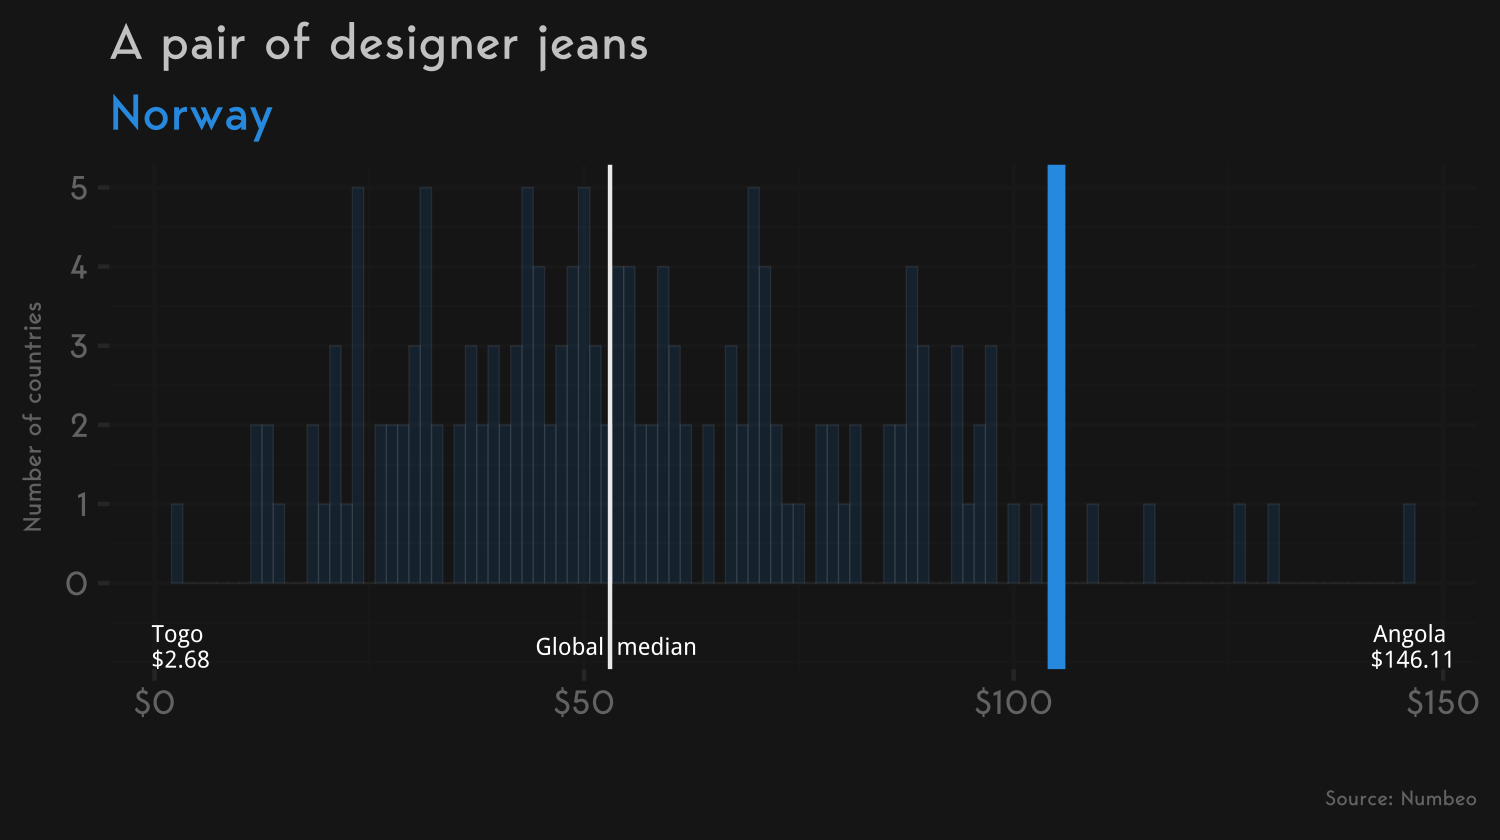 A pair of designer jeans
Norway
Number of countries
5
4
3
2
1
0
Togo
$2.68
Global median
Angola
$146.11
$0 $50 $100 $150
Source: Numbeo